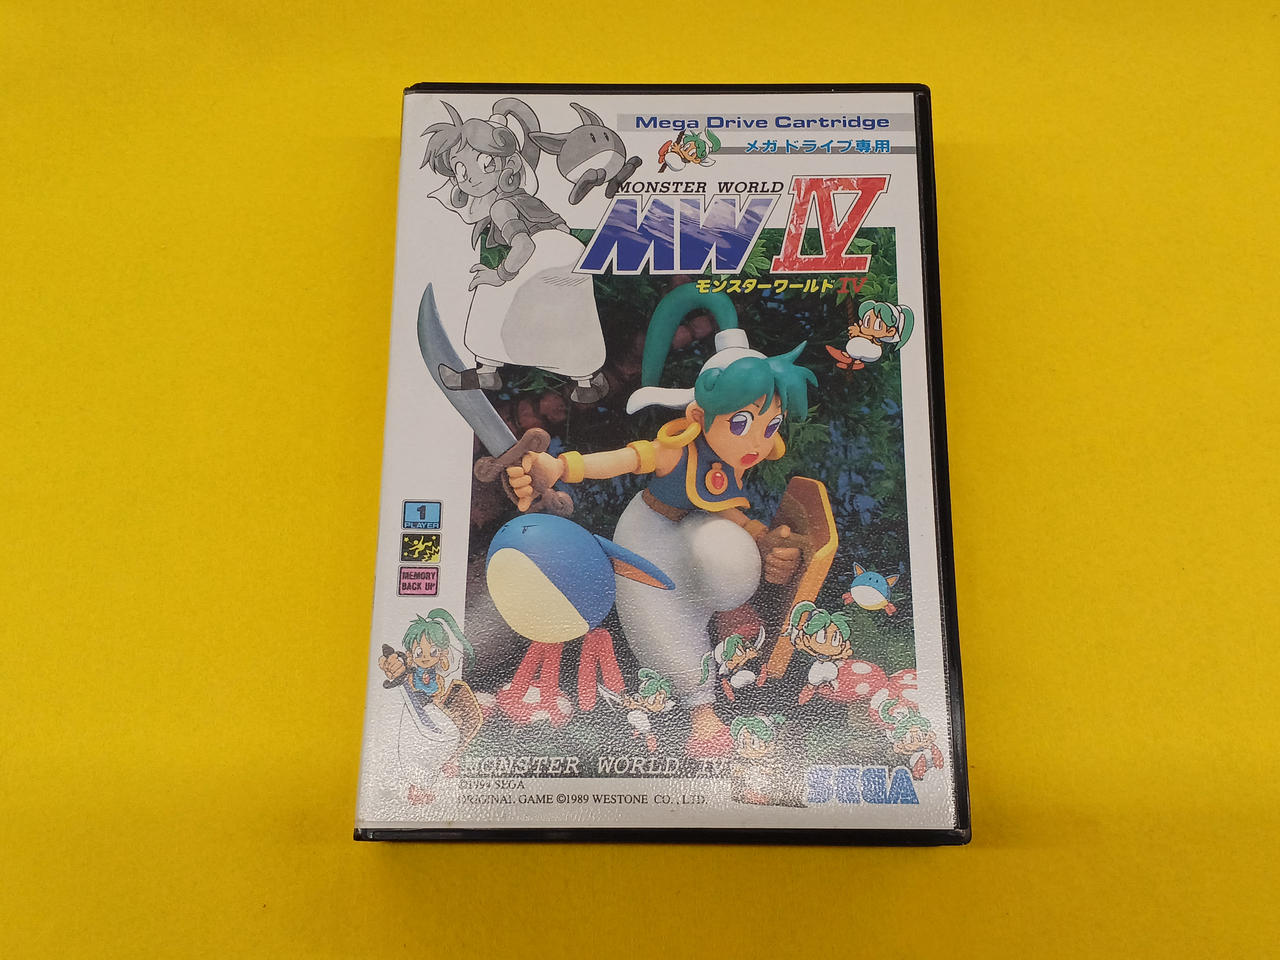 Mega Drive Cartridge
メガドライブ専用
MONSTER WORLD
MW IV
モンスターワールドIV
1
PLAYER
MEMORY
BACK UP
MONSTER WORLD IV
©1994 SEGA
ORIGINAL GAME ©1989 WESTONE CO., LTD.
SEGA